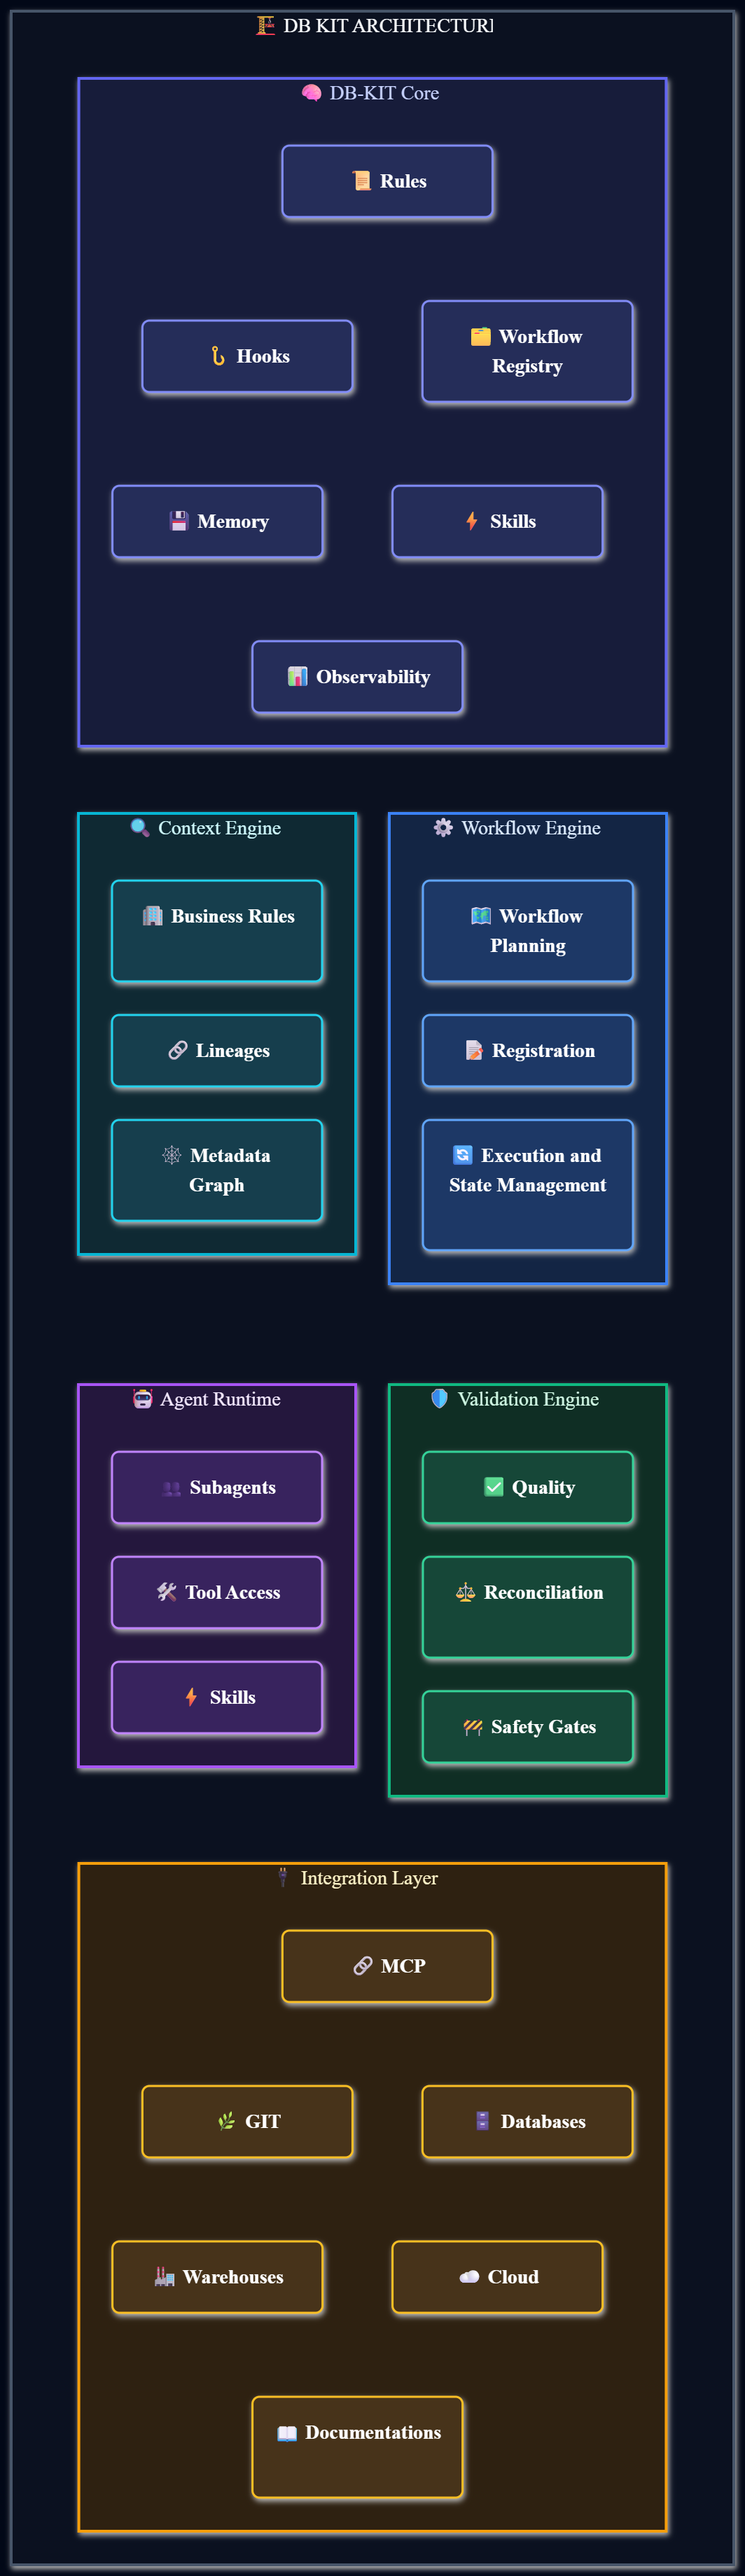 🏗️ DB KIT ARCHITECTURE
🧠 DB-KIT Core
📜 Rules
🪝 Hooks
🗂️ Workflow
Registry
💾 Memory
⚡ Skills
📊 Observability
🔍 Context Engine
🏢 Business Rules
🔗 Lineages
🕸️ Metadata
Graph
⚙️ Workflow Engine
🗺️ Workflow
Planning
📝 Registration
🔄 Execution and
State Management
🤖 Agent Runtime
👥 Subagents
🛠️ Tool Access
⚡ Skills
🛡️ Validation Engine
✅ Quality
⚖️ Reconciliation
🚧 Safety Gates
🔌 Integration Layer
🔗 MCP
🌿 GIT
🗄️ Databases
🏭 Warehouses
☁️ Cloud
📖 Documentations